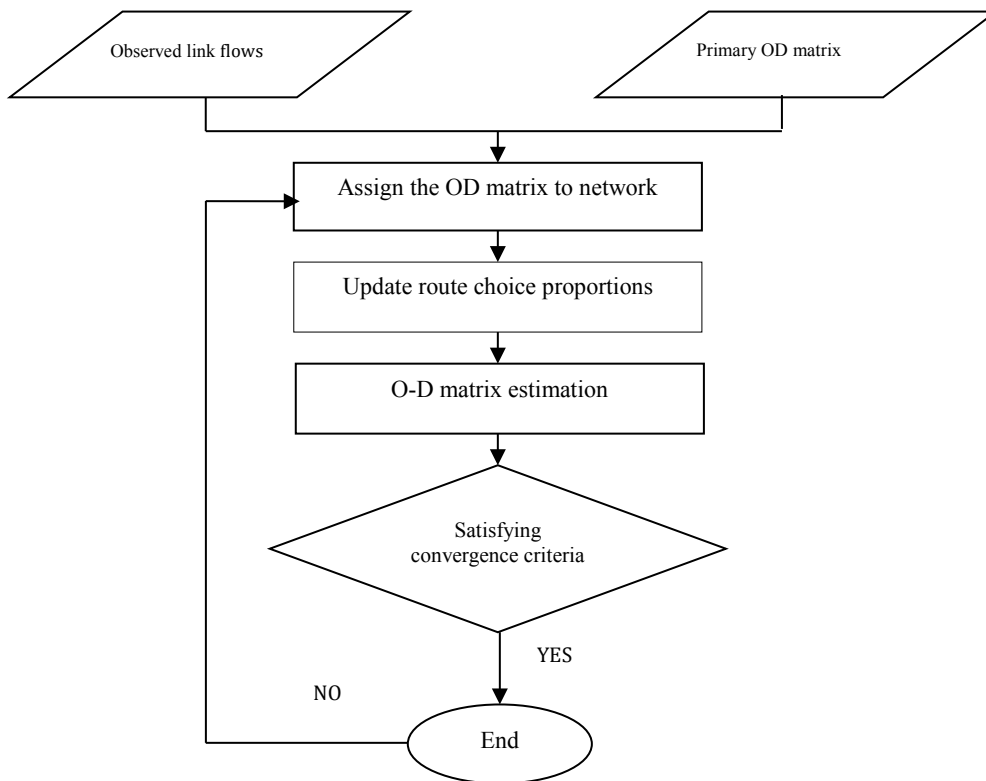 Observed link flows
Primary OD matrix
Assign the OD matrix to network
Update route choice proportions
O-D matrix estimation
Satisfying
convergence criteria
YES
NO
End